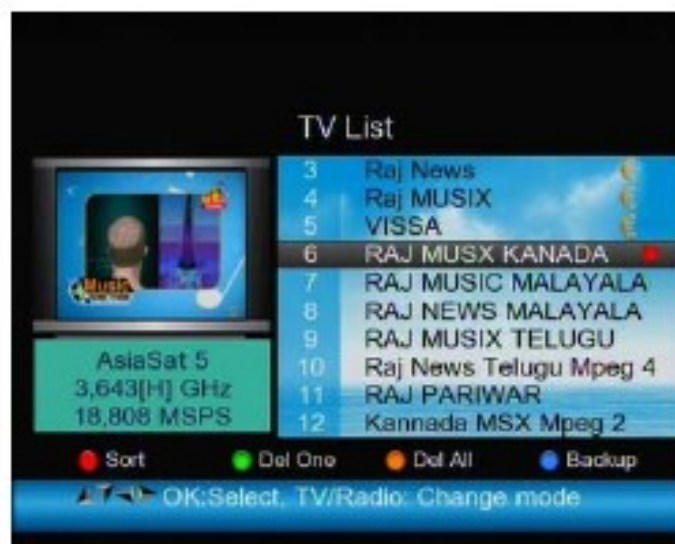 TV List
3 Raj News
4 Raj MUSIX
5 VISSA
6 RAJ MUSX KANADA
7 RAJ MUSIC MALAYALA
8 RAJ NEWS MALAYALA
9 RAJ MUSIX TELUGU
10 Raj News Telugu Mpeg 4
11 RAJ PARIWAR
12 Kannada MSX Mpeg 2
Music
AsiaSat 5
3,643[H] GHz
18,808 MSPS
Sort Del One Del All Backup
OK:Select, TV/Radio: Change mode